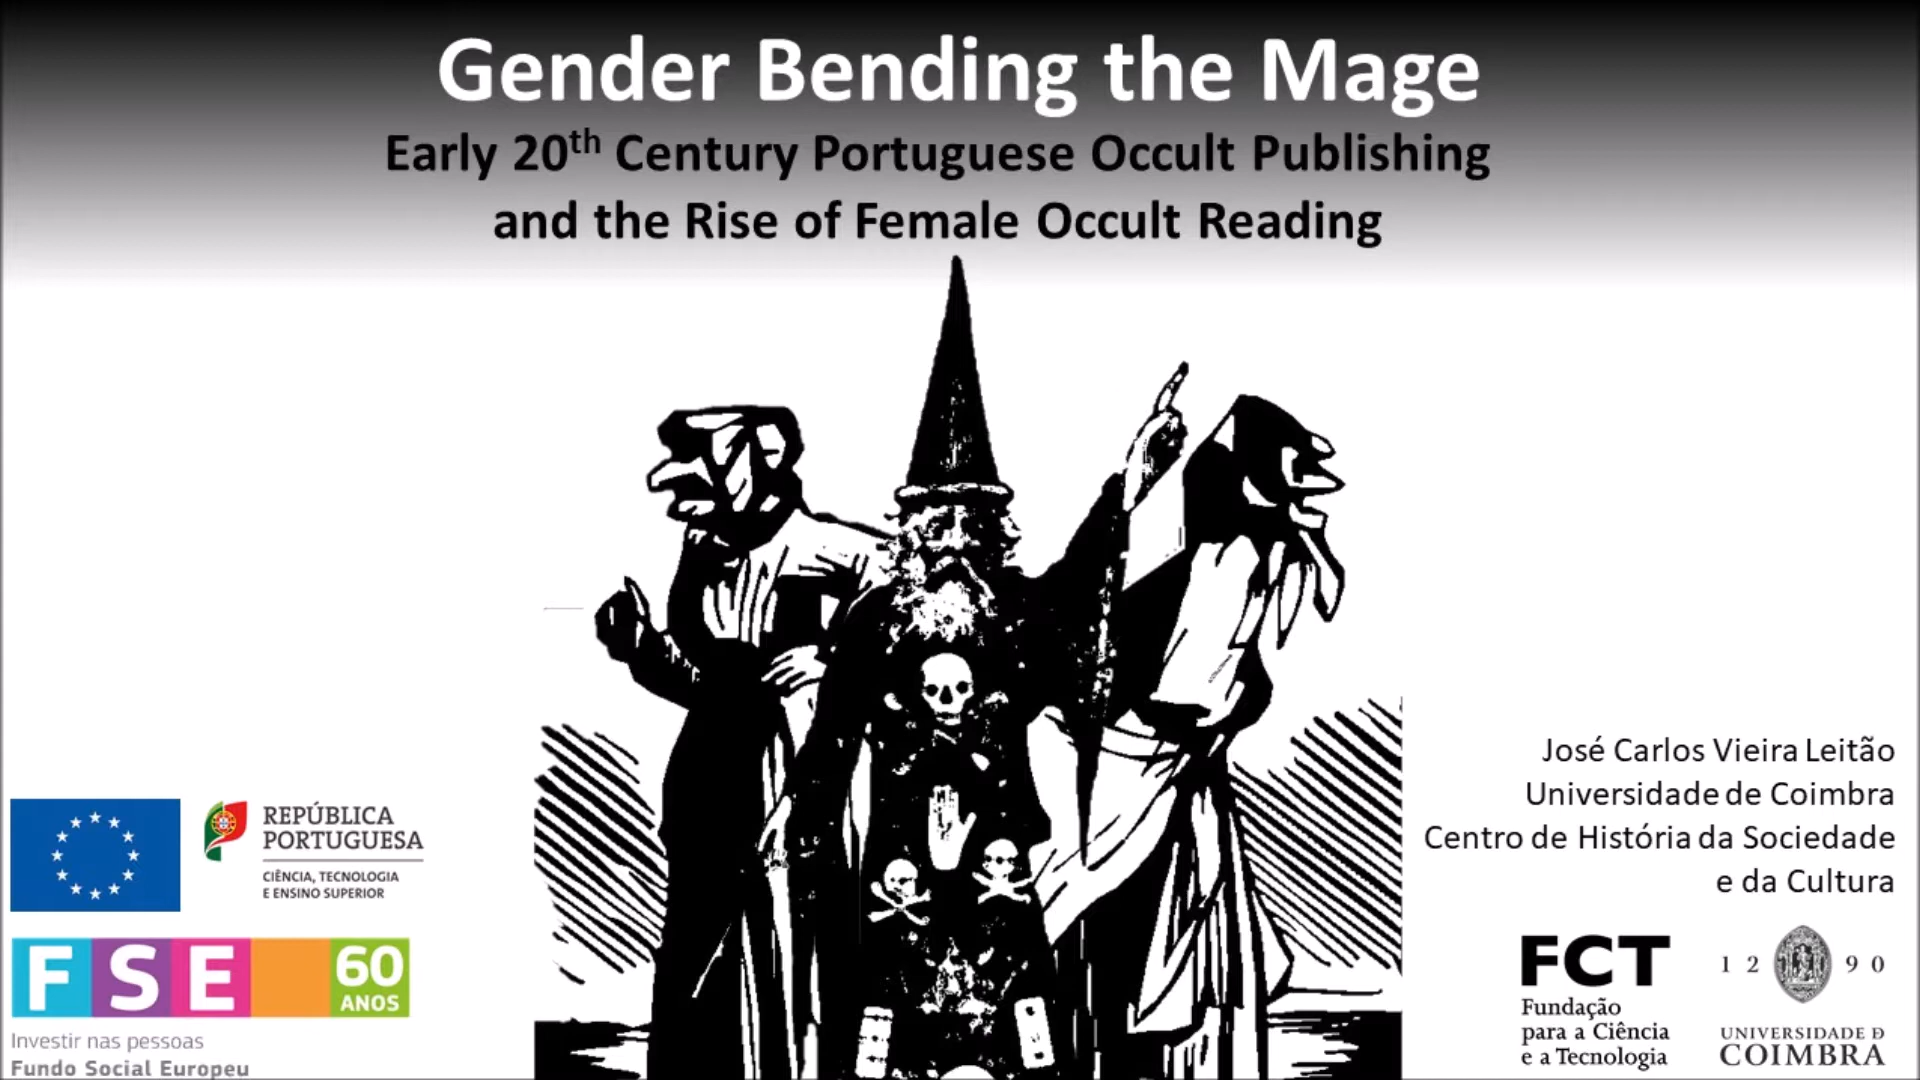 Gender Bending the Mage
Early 20th Century Portuguese Occult Publishing
and the Rise of Female Occult Reading
José Carlos Vieira Leitão
Universidade de Coimbra
Centro de História da Sociedade
e da Cultura
REPÚBLICA
PORTUGUESA
CIÊNCIA, TECNOLOGIA
E ENSINO SUPERIOR
FSE 60
ANOS
Investir nas pessoas
Fundo Social Europeu
FCT
Fundação
para a Ciência
e a Tecnologia
1 2 9 0
UNIVERSIDADE Ð
COIMBRA